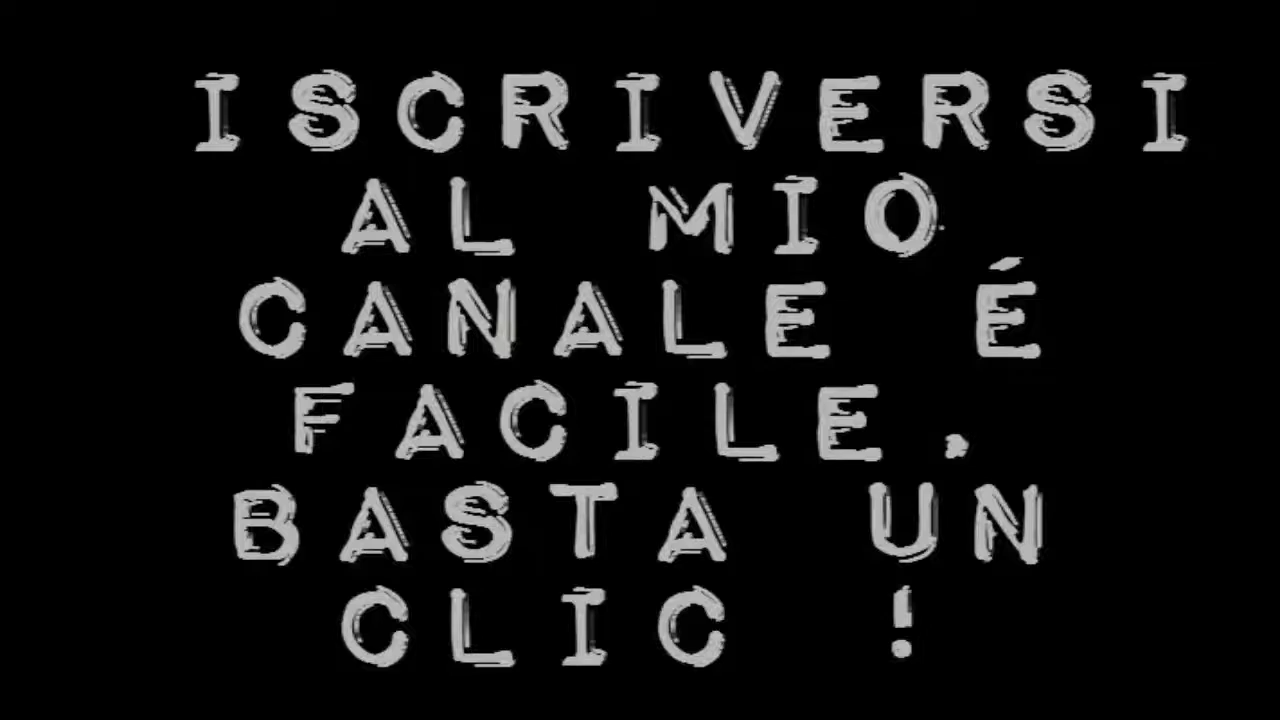 ISCRIVERSI
AL MIO
CANALE É
FACILE.
BASTA UN
CLIC !